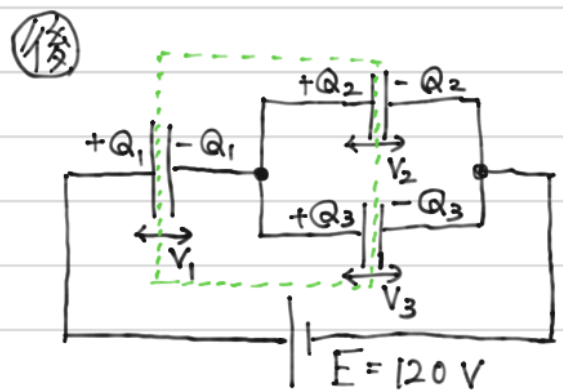 後
+Q₂ -Q₂
+Q₁ -Q₁
V₂
+Q₃ -Q₃
V₁
V₃
E=120V